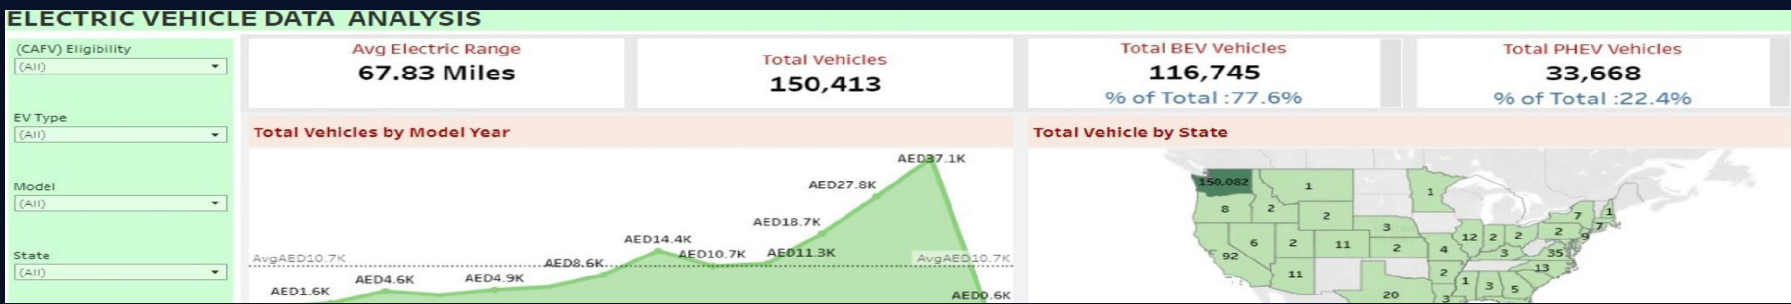 ELECTRIC VEHICLE DATA ANALYSIS
(CAFV) Eligibility
(All)
EV Type
(All)
Model
(All)
State
(All)
Avg Electric Range
67.83 Miles
Total Vehicles
150,413
Total BEV Vehicles
116,745
% of Total :77.6%
Total PHEV Vehicles
33,668
% of Total :22.4%
Total Vehicles by Model Year
AED37.1K
AED27.8K
AED18.7K
AED14.4K
AED10.7K
AED11.3K
AvgAED10.7K
AED8.6K
AvgAED10.7K
AED4.6K
AED4.9K
AED1.6K
AED0.6K
Total Vehicle by State
150,082
1
1
8
2
2
7
1
7
3
12
2
2
2
9
92
6
2
11
2
4
3
35
11
2
13
1
3
5
20
3